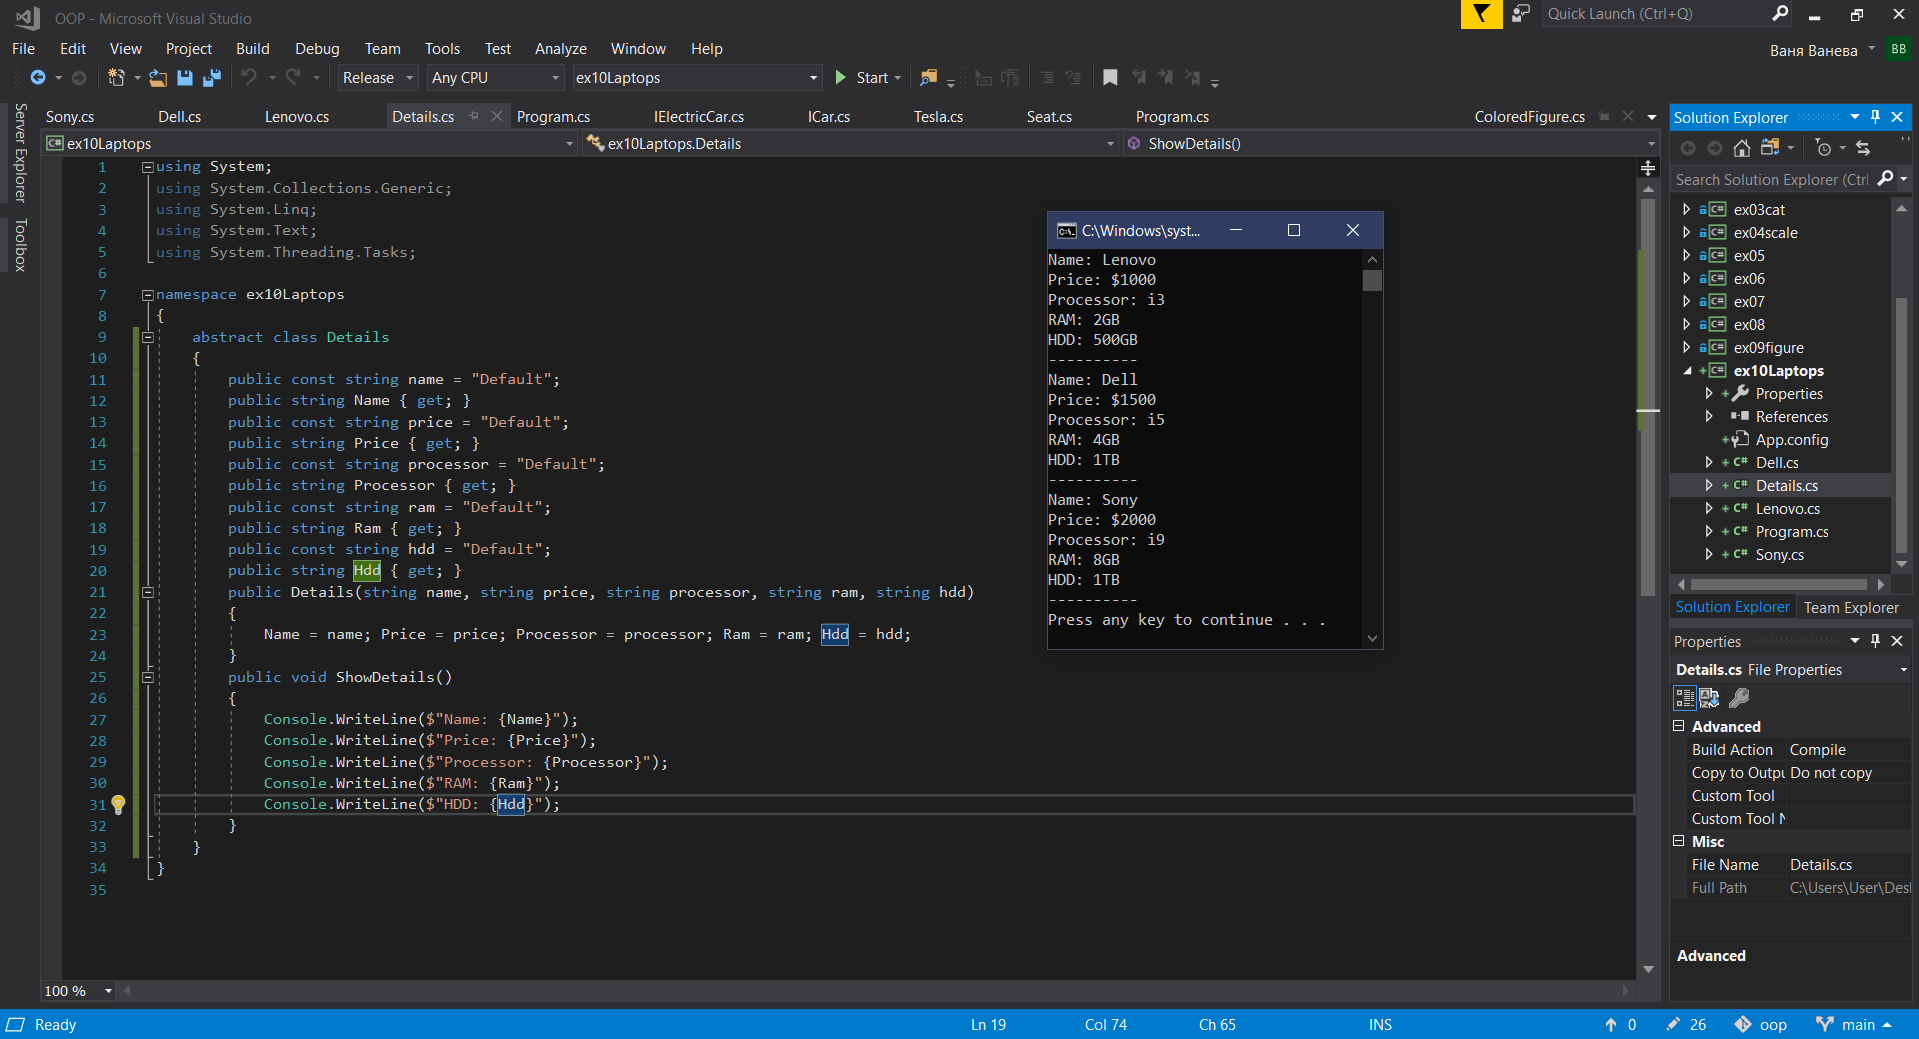 OOP - Microsoft Visual Studio
Quick Launch (Ctrl+Q)
File Edit View Project Build Debug Team Tools Test Analyze Window Help
Ваня Ванева BB
Release Any CPU ex10Laptops Start
Server Explorer
Toolbox
Sony.cs Dell.cs Lenovo.cs Details.cs Program.cs IElectricCar.cs ICar.cs Tesla.cs Seat.cs Program.cs ColoredFigure.cs
C# ex10Laptops ex10Laptops.Details ShowDetails()
1 using System;
2 using System.Collections.Generic;
3 using System.Linq;
4 using System.Text;
5 using System.Threading.Tasks;
6
7 namespace ex10Laptops
8 {
9 abstract class Details
10 {
11 public const string name = "Default";
12 public string Name { get; }
13 public const string price = "Default";
14 public string Price { get; }
15 public const string processor = "Default";
16 public string Processor { get; }
17 public const string ram = "Default";
18 public string Ram { get; }
19 public const string hdd = "Default";
20 public string Hdd { get; }
21 public Details(string name, string price, string processor, string ram, string hdd)
22 {
23 Name = name; Price = price; Processor = processor; Ram = ram; Hdd = hdd;
24 }
25 public void ShowDetails()
26 {
27 Console.WriteLine($"Name: {Name}");
28 Console.WriteLine($"Price: {Price}");
29 Console.WriteLine($"Processor: {Processor}");
30 Console.WriteLine($"RAM: {Ram}");
31 Console.WriteLine($"HDD: {Hdd}");
32 }
33 }
34 }
35
C:\Windows\syst...
Name: Lenovo
Price: $1000
Processor: i3
RAM: 2GB
HDD: 500GB
----------
Name: Dell
Price: $1500
Processor: i5
RAM: 4GB
HDD: 1TB
----------
Name: Sony
Price: $2000
Processor: i9
RAM: 8GB
HDD: 1TB
----------
Press any key to continue . . .
Solution Explorer
Search Solution Explorer (Ctrl
C# ex03cat
C# ex04scale
C# ex05
C# ex06
C# ex07
C# ex08
C# ex09figure
+ C# ex10Laptops
+ Properties
References
+ App.config
+ C# Dell.cs
+ C# Details.cs
+ C# Lenovo.cs
+ C# Program.cs
+ C# Sony.cs
Solution Explorer Team Explorer
Properties
Details.cs File Properties
Advanced
Build Action Compile
Copy to Outpu Do not copy
Custom Tool
Custom Tool N
Misc
File Name Details.cs
Full Path C:\Users\User\Desl
Advanced
100 %
Ready Ln 19 Col 74 Ch 65 INS 0 26 oop main